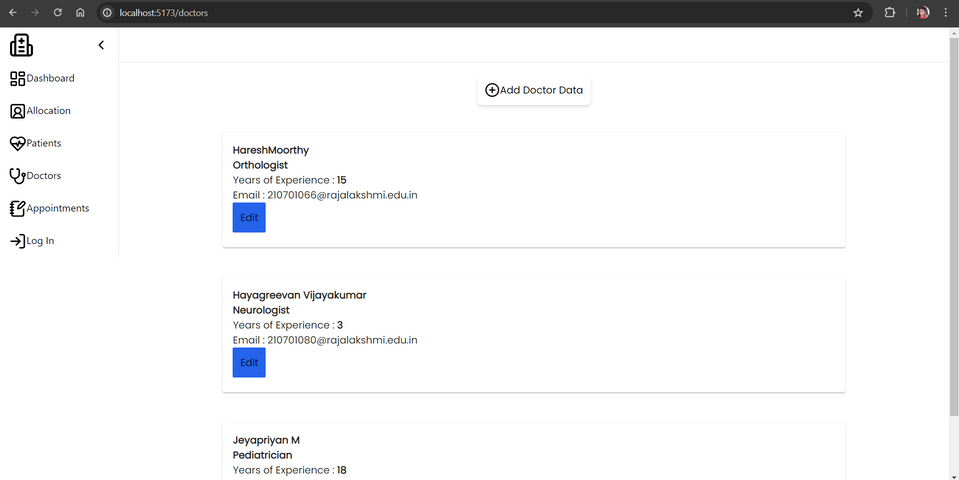 localhost:5173/doctors
Dashboard
Allocation
Patients
Doctors
Appointments
Log In
Add Doctor Data
HareshMoorthy
Orthologist
Years of Experience : 15
Email : 210701066@rajalakshmi.edu.in
Edit
Hayagreevan Vijayakumar
Neurologist
Years of Experience : 3
Email : 210701080@rajalakshmi.edu.in
Edit
Jeyapriyan M
Pediatrician
Years of Experience : 18